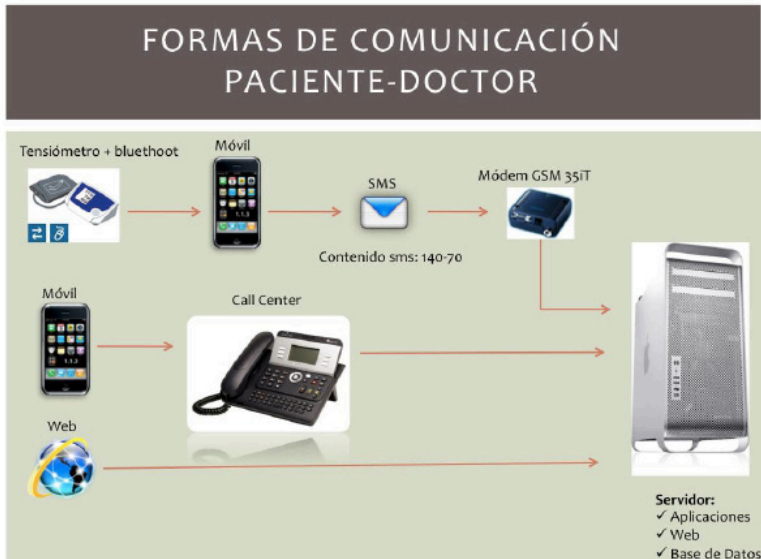 FORMAS DE COMUNICACIÓN
PACIENTE-DOCTOR
Tensiómetro + bluethoot
Móvil
SMS
Módem GSM 35iT
Contenido sms: 140-70
Móvil
Call Center
Web
Servidor:
✓ Aplicaciones
✓ Web
✓ Base de Datos